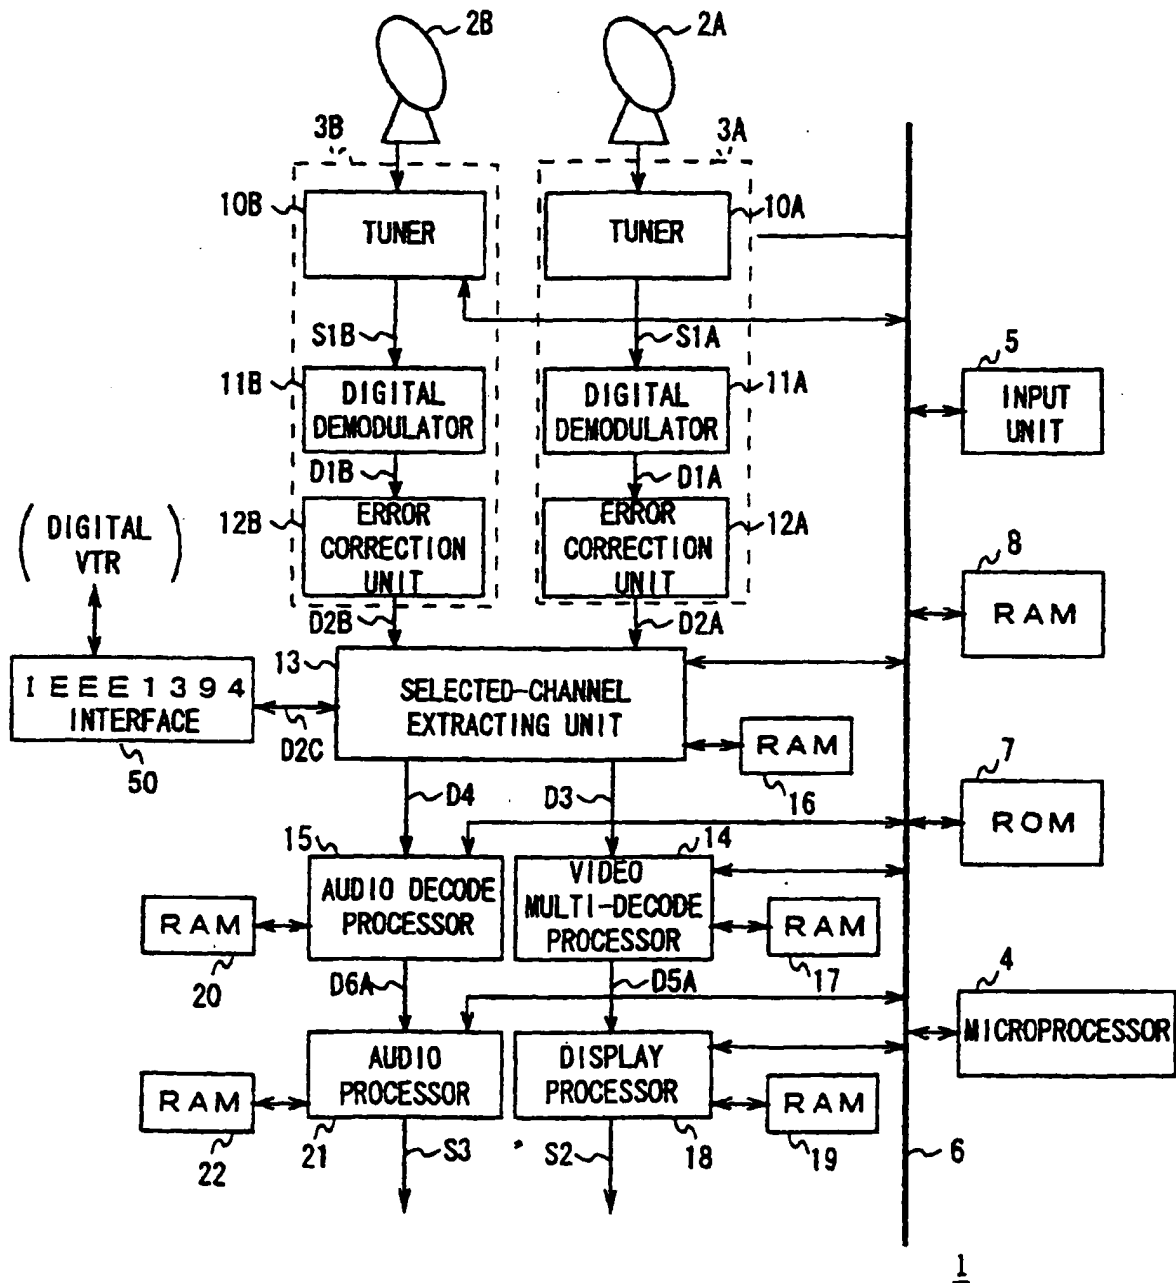 2B
2A
3B
3A
10B
TUNER
TUNER
10A
S1B
S1A
5
INPUT
UNIT
11B
DIGITAL
DEMODULATOR
DIGITAL
DEMODULATOR
11A
D1B
D1A
(DIGITAL
VTR)
12B
ERROR
CORRECTION
UNIT
ERROR
CORRECTION
UNIT
12A
8
RAM
D2B
D2A
IEEE1394
INTERFACE
50
D2C
13
SELECTED-CHANNEL
EXTRACTING UNIT
RAM
16
7
ROM
D4
D3
15
AUDIO DECODE
PROCESSOR
14
VIDEO
MULTI-DECODE
PROCESSOR
RAM
20
RAM
17
D6A
D5A
4
MICROPROCESSOR
RAM
22
AUDIO
PROCESSOR
21
DISPLAY
PROCESSOR
18
RAM
19
S3
S2
6
1